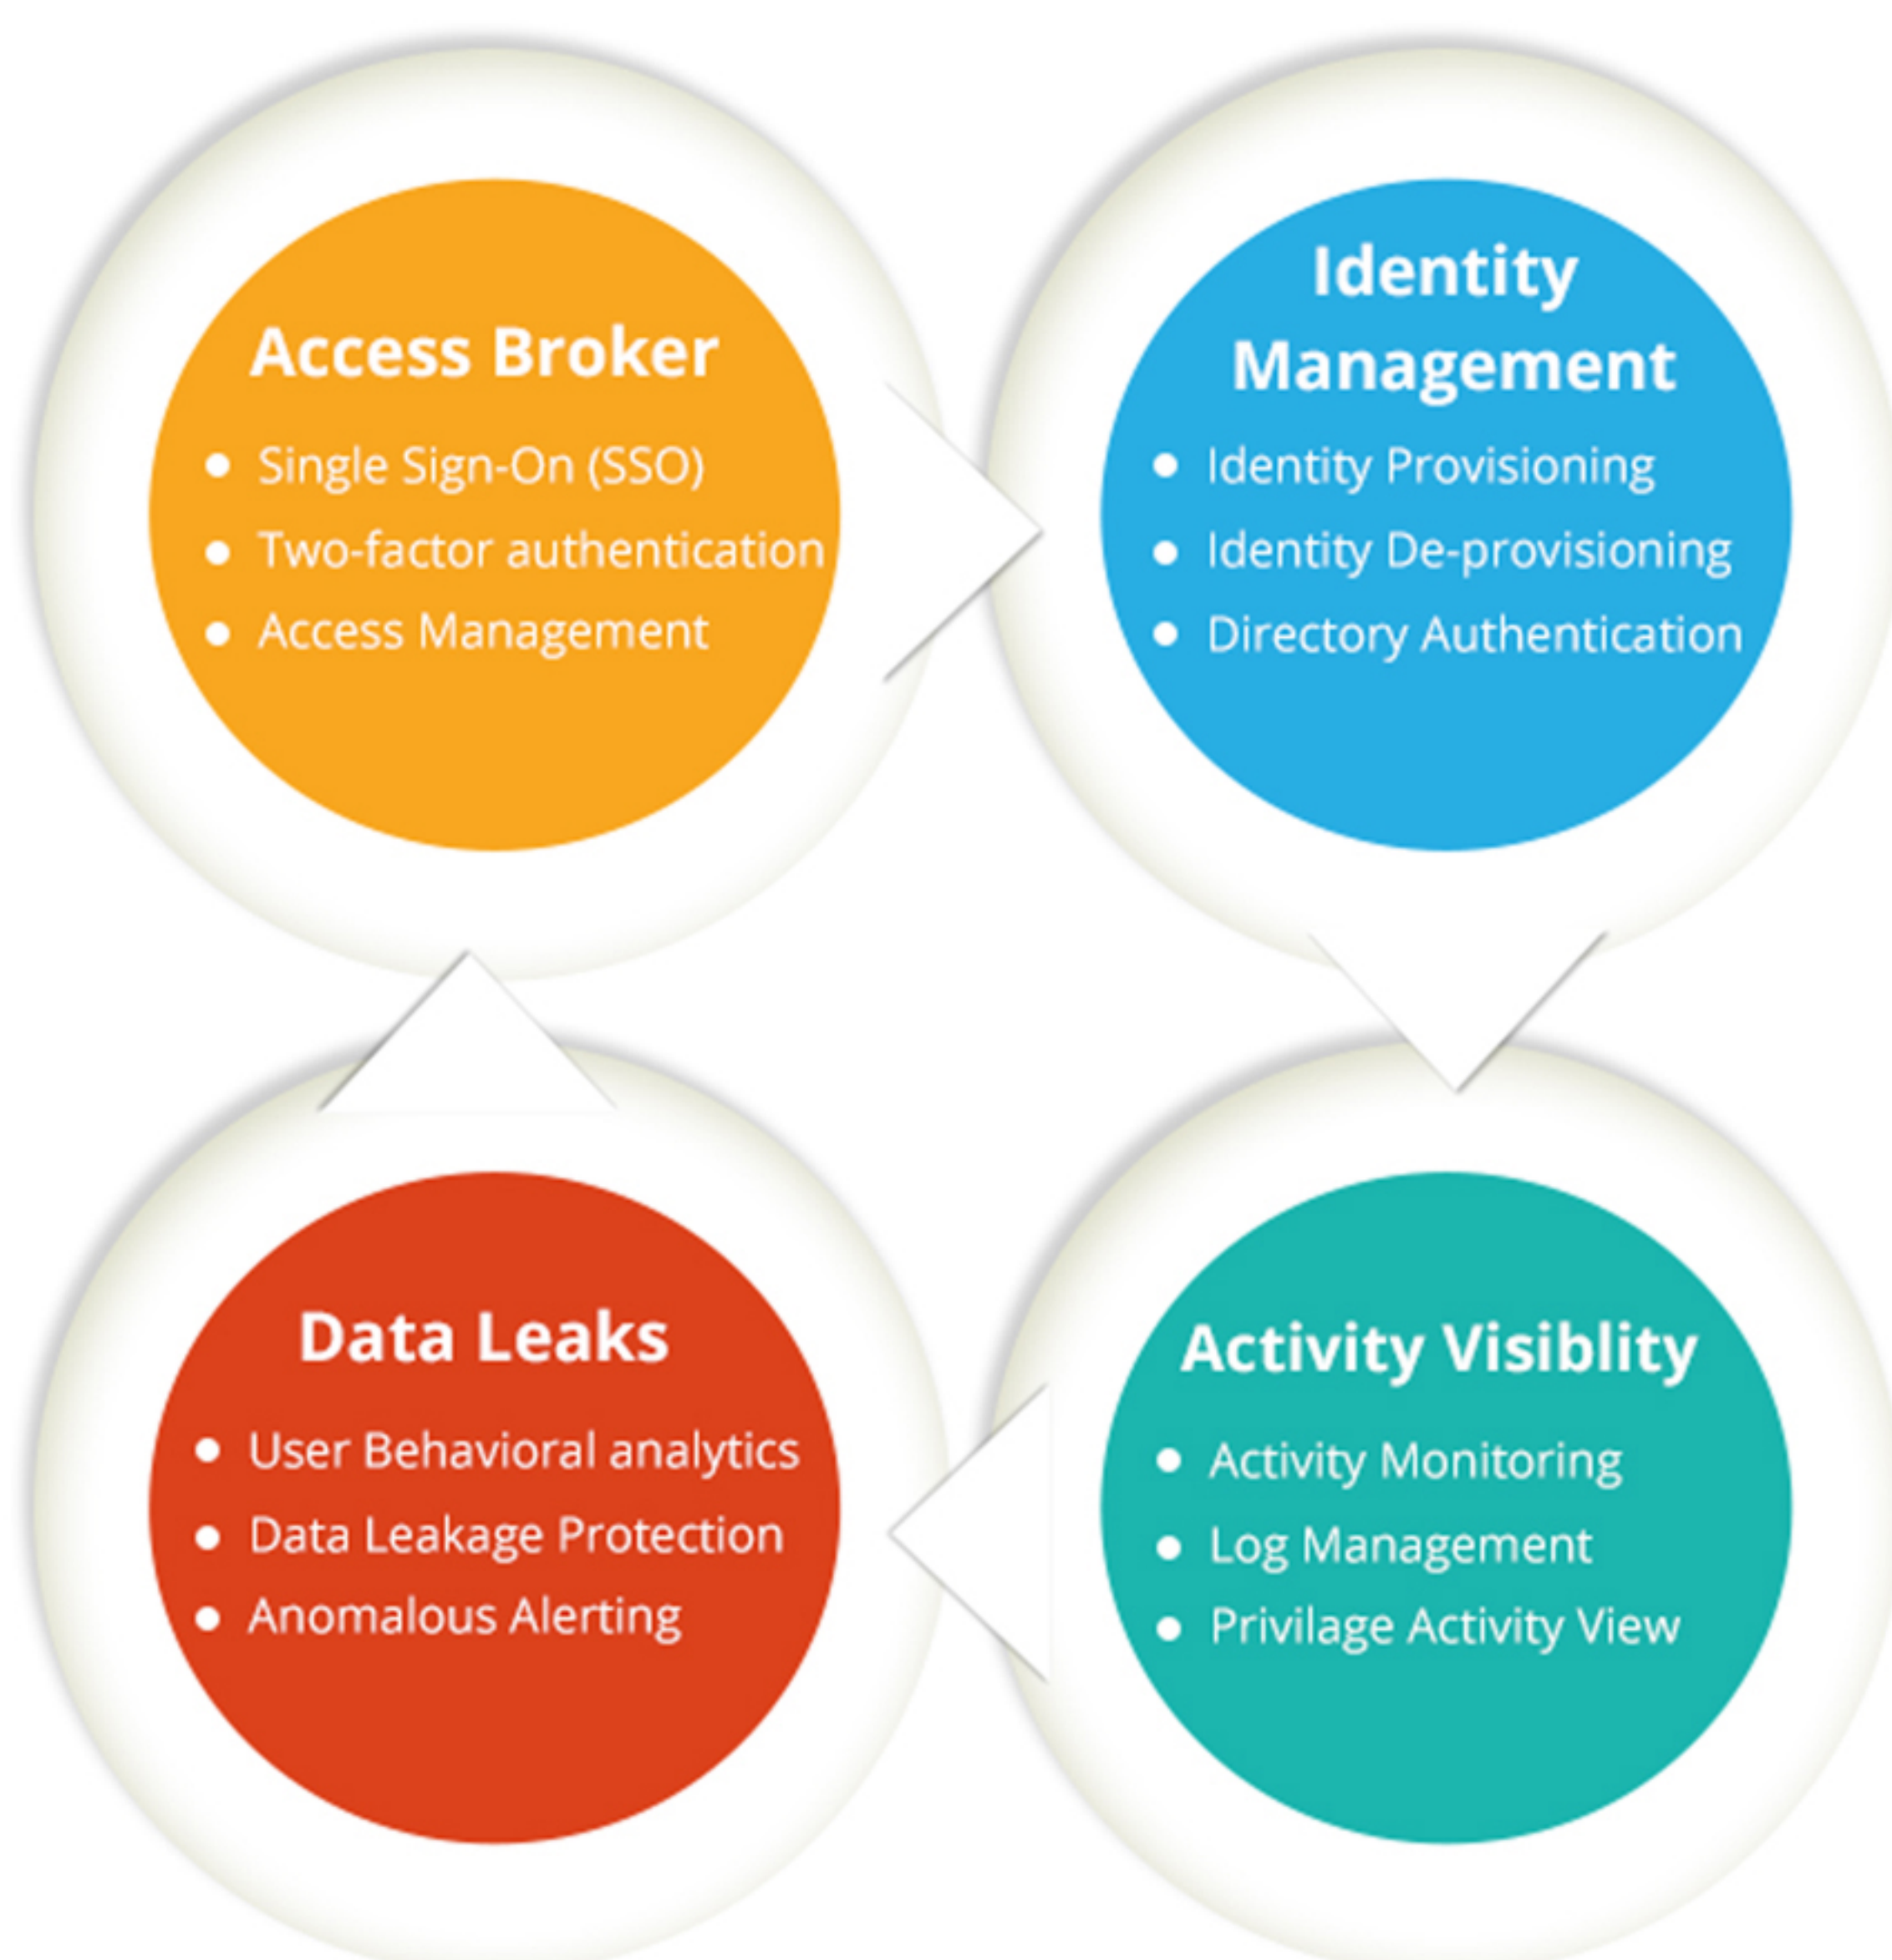 Access Broker
Single Sign-On (SSO)
Two-factor authentication
Access Management
Identity
Management
Identity Provisioning
Identity De-provisioning
Directory Authentication
Data Leaks
User Behavioral analytics
Data Leakage Protection
Anomalous Alerting
Activity Visiblity
Activity Monitoring
Log Management
Privilage Activity View